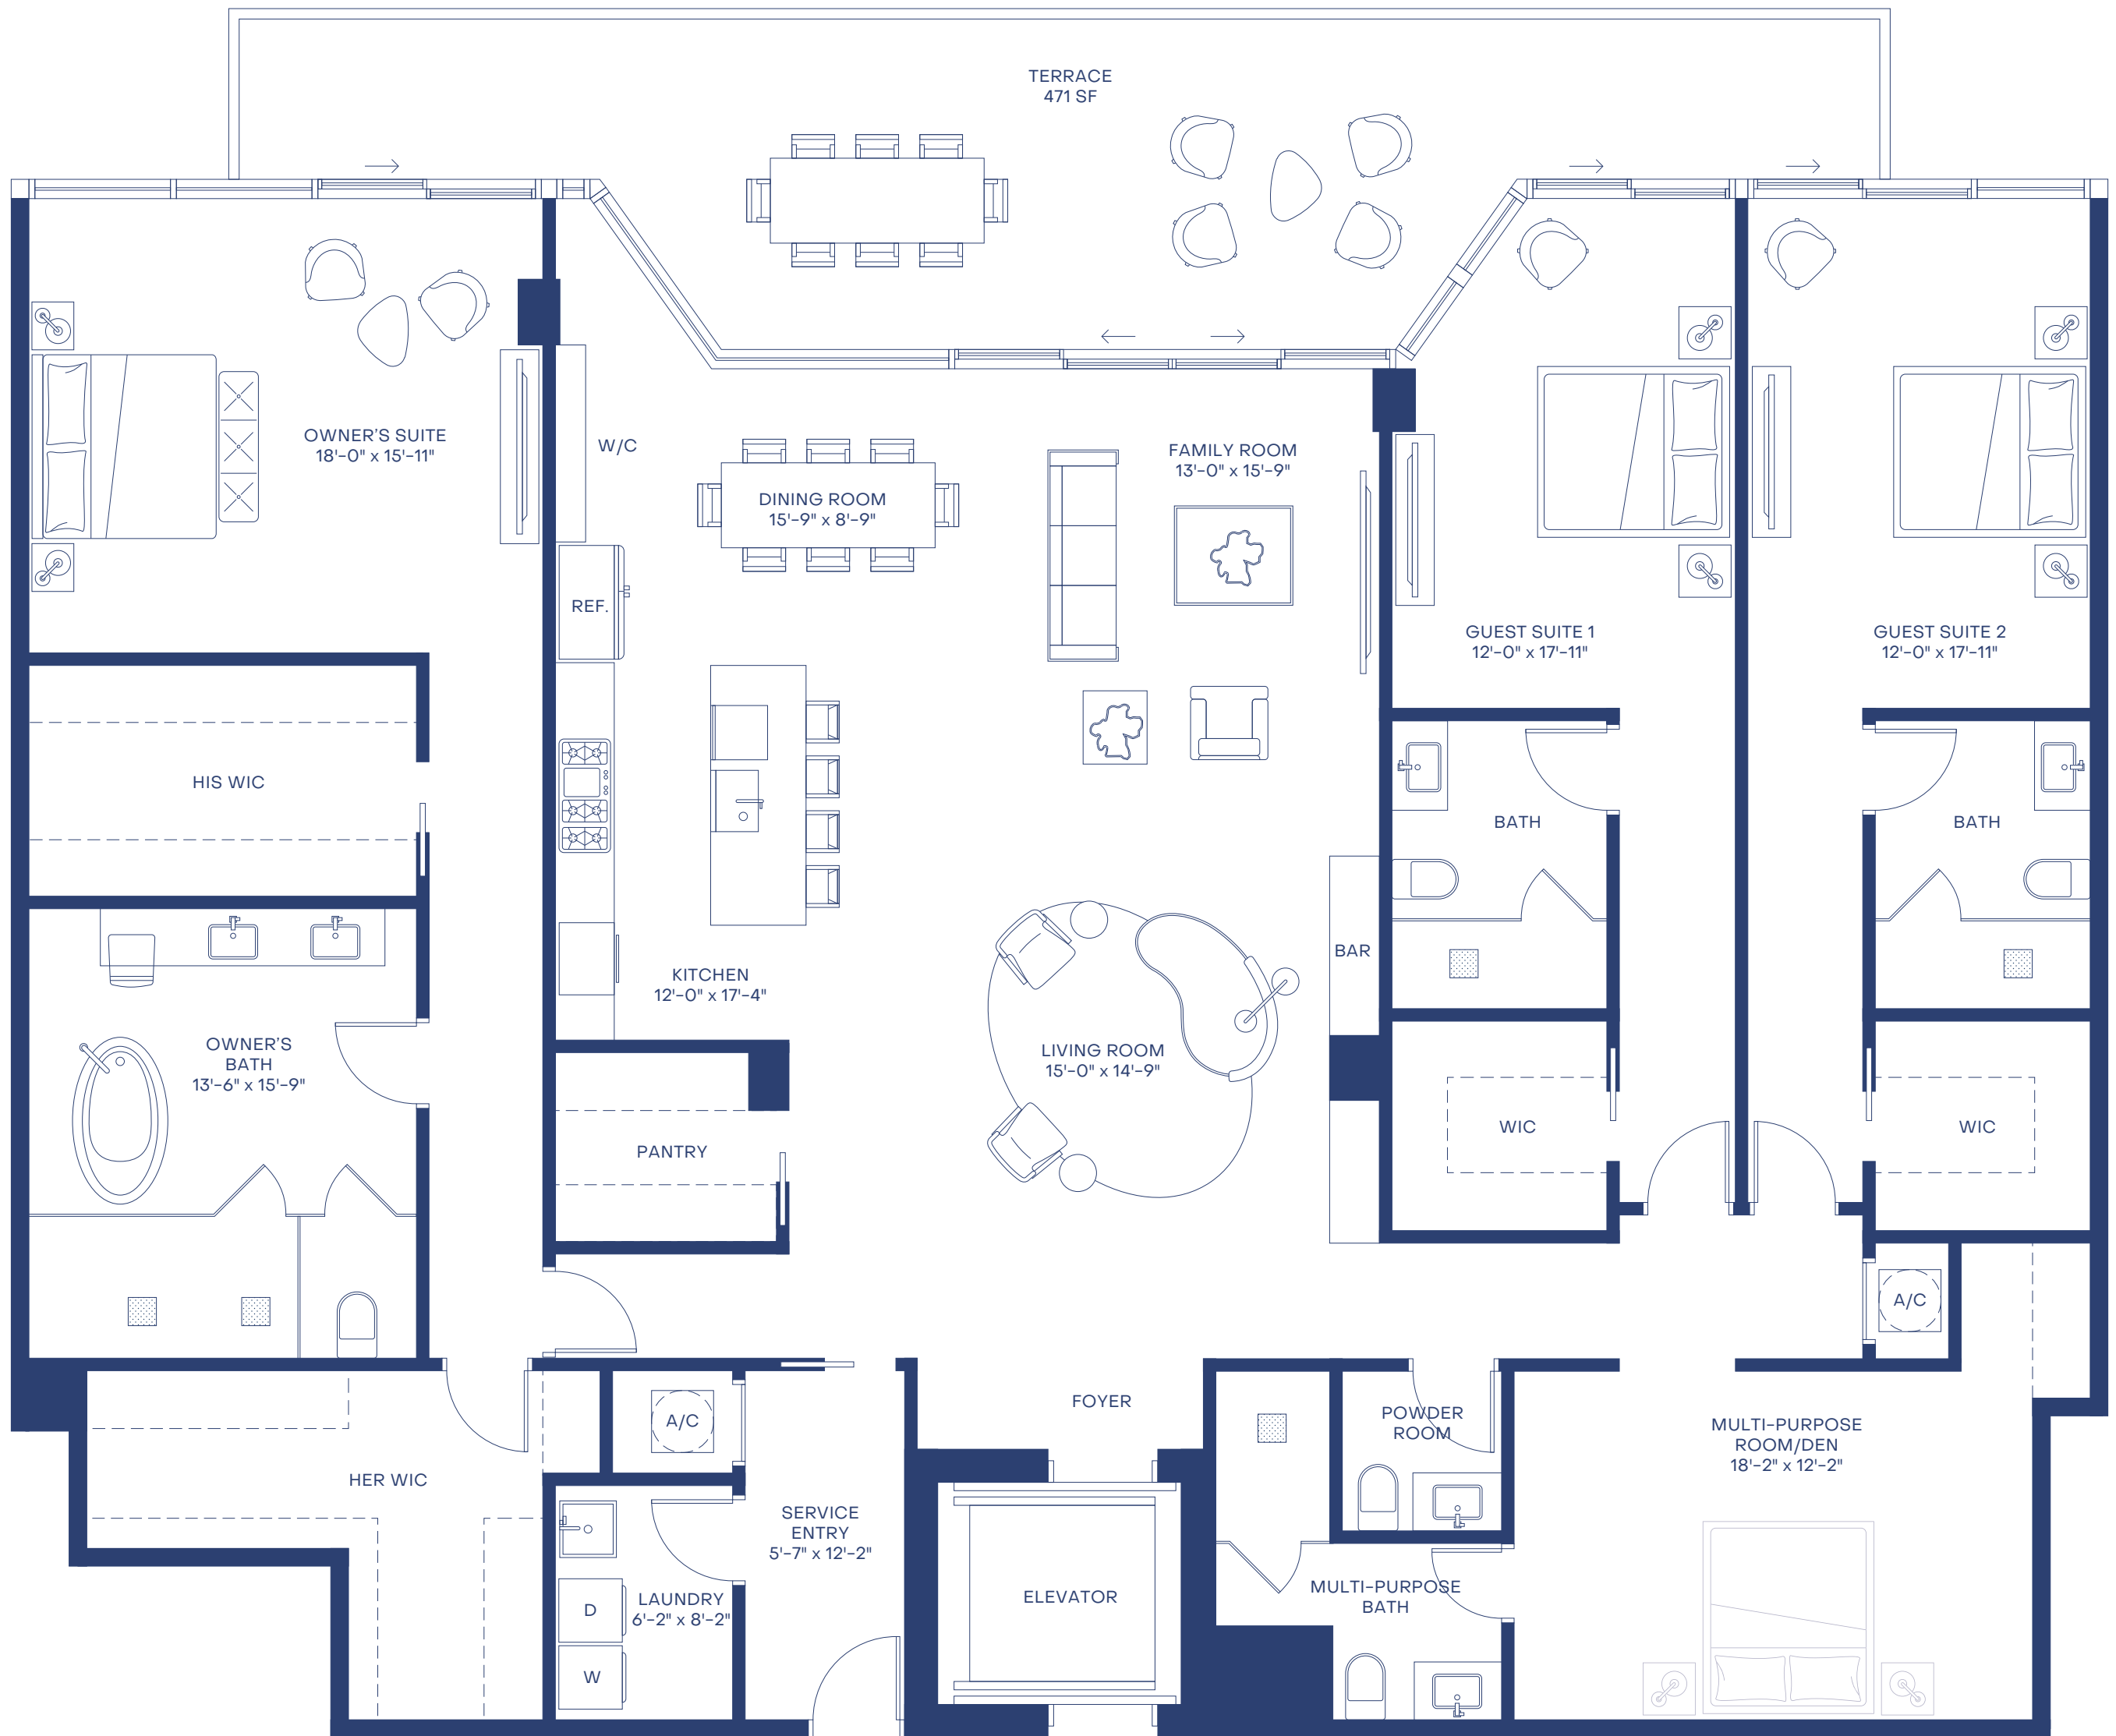 TERRACE
471 SF
OWNER'S SUITE
18'-0" x 15'-11"
W/C
DINING ROOM
15'-9" x 8'-9"
FAMILY ROOM
13'-0" x 15'-9"
REF.
GUEST SUITE 1
12'-0" x 17'-11"
GUEST SUITE 2
12'-0" x 17'-11"
HIS WIC
BATH
BATH
BAR
KITCHEN
12'-0" x 17'-4"
OWNER'S
BATH
13'-6" x 15'-9"
LIVING ROOM
15'-0" x 14'-9"
PANTRY
WIC
WIC
A/C
FOYER
A/C
POWDER
ROOM
MULTI-PURPOSE
ROOM/DEN
18'-2" x 12'-2"
HER WIC
SERVICE
ENTRY
5'-7" x 12'-2"
ELEVATOR
MULTI-PURPOSE
BATH
D
LAUNDRY
6'-2" x 8'-2"
W